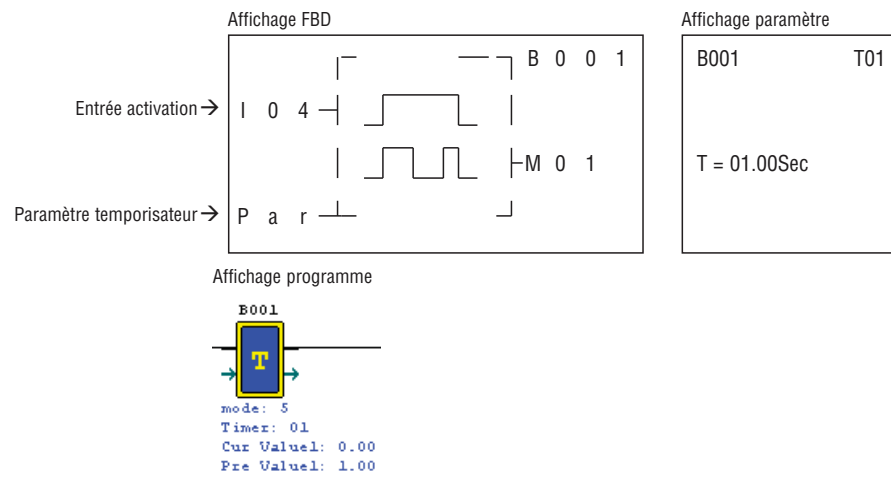 Affichage FBD
Affichage paramètre
B 0 0 1
Entrée activation → I 0 4
M 0 1
Paramètre temporisateur → P a r
B001 T01
T = 01.00Sec
Affichage programme
B001
T
mode: 5
Timer: 01
Cur Value1: 0.00
Pre Value1: 1.00